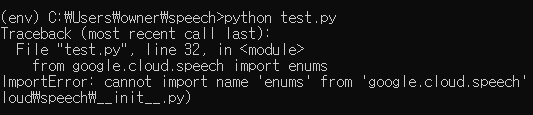 (env) C:₩Users₩owner₩speech>python test.py
Traceback (most recent call last):
  File "test.py", line 32, in <module>
    from google.cloud.speech import enums
ImportError: cannot import name 'enums' from 'google.cloud.speech'
loud₩speech₩__init__.py)